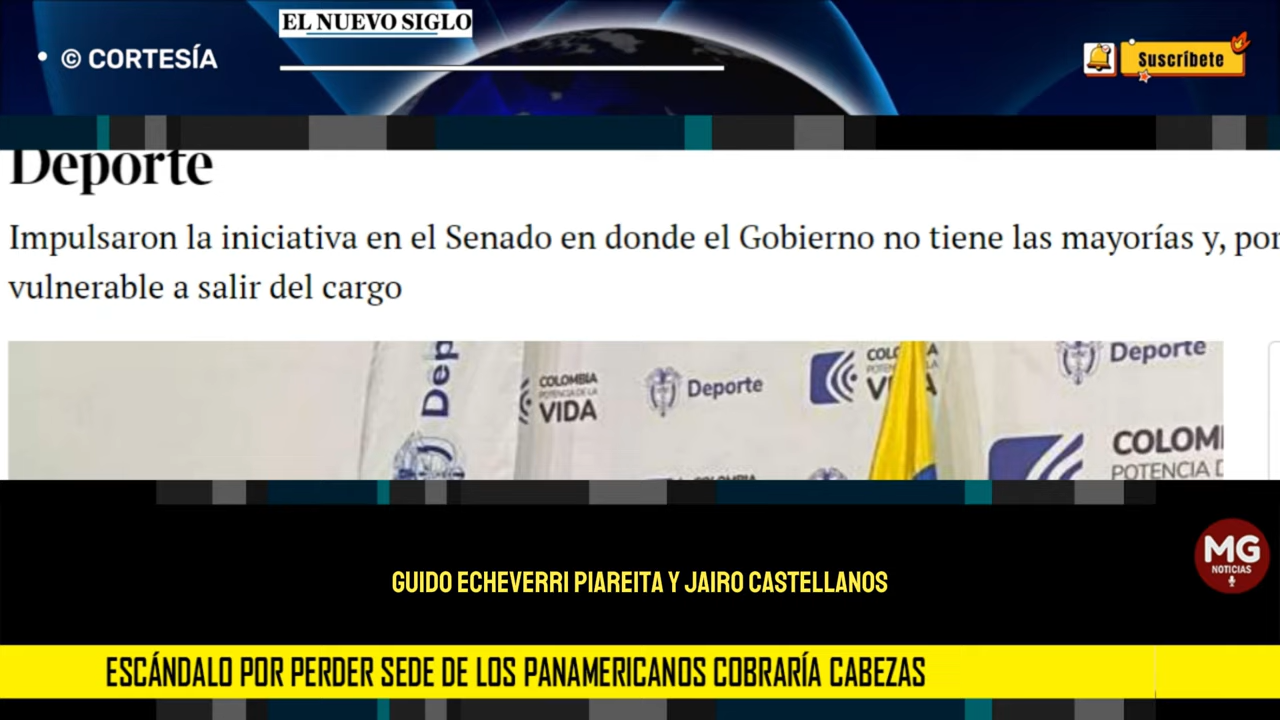 EL NUEVO SIGLO
• © CORTESÍA
Suscríbete
Deporte
Impulsaron la iniciativa en el Senado en donde el Gobierno no tiene las mayorías y, por
vulnerable a salir del cargo
Dep
COLOMBIA
POTENCIA DE LA
VIDA
Deporte
COLO A
VI A
Deporte
COLOM
POTENCIA D
MG
NOTICIAS
GUIDO ECHEVERRI PIAREITA Y JAIRO CASTELLANOS
ESCÁNDALO POR PERDER SEDE DE LOS PANAMERICANOS COBRARÍA CABEZAS